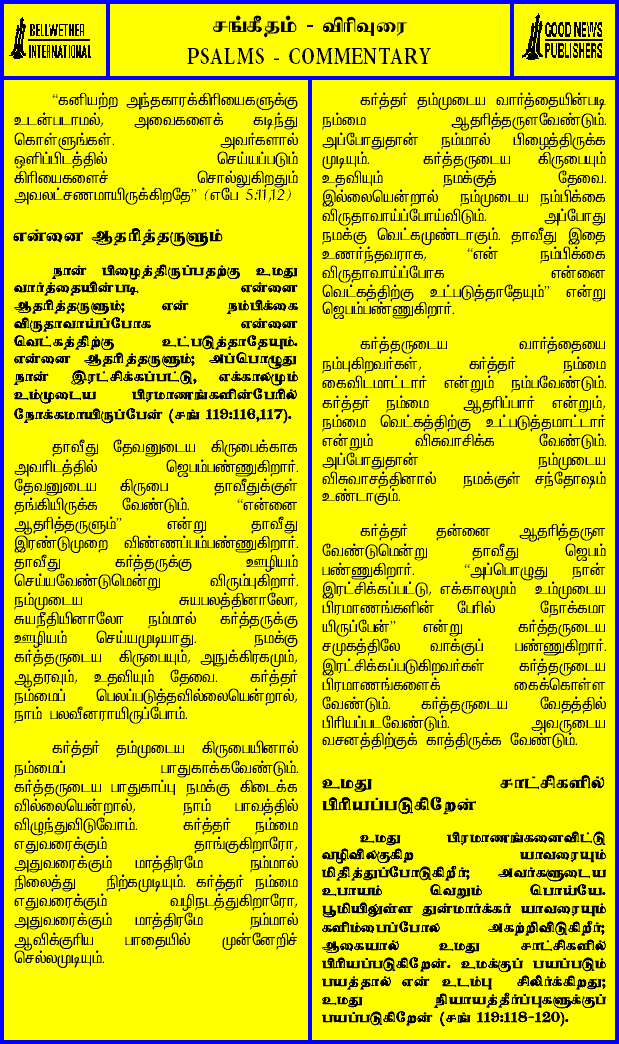 BELLWETHER
INTERNATIONAL
சங்கீதம் - விரிவுரை
PSALMS - COMMENTARY
GOOD NEWS
PUBLISHERS
“கனியற்ற அந்தகாரக்கிரியைகளுக்கு
உடன்படாமல், அவைகளைக் கடிந்து
கொள்ளுங்கள். அவர்களால்
ஒளிப்பிடத்தில் செய்யப்படும்
கிரியைகளைச் சொல்லுகிறதும்
அவலட்சணமாயிருக்கிறதே” (எபே 5:11,12)
என்னை ஆதரித்தருளும்
நான் பிழைத்திருப்பதற்கு உமது
வார்த்தையின்படி என்னை
ஆதரித்தருளும்; என் நம்பிக்கை
விருதாவாய்ப்போக என்னை
வெட்கத்திற்கு உட்படுத்தாதேயும்.
என்னை ஆதரித்தருளும்; அப்பொழுது
நான் இரட்சிக்கப்பட்டு, எக்காலமும்
உம்முடைய பிரமாணங்களின்பேரில்
நோக்கமாயிருப்பேன் (சங் 119:116,117).
தாவீது தேவனுடைய கிருபைக்காக
அவரிடத்தில் ஜெபம்பண்ணுகிறார்.
தேவனுடைய கிருபை தாவீதுக்குள்
தங்கியிருக்க வேண்டும். “என்னை
ஆதரித்தருளும்” என்று தாவீது
இரண்டுமுறை விண்ணப்பம்பண்ணுகிறார்.
தாவீது கர்த்தருக்கு ஊழியம்
செய்யவேண்டுமென்று விரும்புகிறார்.
நம்முடைய சுயபலத்தினாலோ,
சுயநீதியினாலோ நம்மால் கர்த்தருக்கு
ஊழியம் செய்யமுடியாது. நமக்கு
கர்த்தருடைய கிருபையும், அநுக்கிரகமும்,
ஆதரவும், உதவியும் தேவை. கர்த்தர்
நம்மைப் பெலப்படுத்தவில்லையென்றால்,
நாம் பலவீனராயிருப்போம்.
கர்த்தர் தம்முடைய கிருபையினால்
நம்மைப் பாதுகாக்கவேண்டும்.
கர்த்தருடைய பாதுகாப்பு நமக்கு கிடைக்க
வில்லையென்றால், நாம் பாவத்தில்
விழுந்துவிடுவோம். கர்த்தர் நம்மை
எதுவரைக்கும் தாங்குகிறாரோ,
அதுவரைக்கும் மாத்திரமே நம்மால்
நிலைத்து நிற்கமுடியும். கர்த்தர் நம்மை
எதுவரைக்கும் வழிநடத்துகிறாரோ,
அதுவரைக்கும் மாத்திரமே நம்மால்
ஆவிக்குரிய பாதையில் முன்னேறிச்
செல்லமுடியும்.
கர்த்தர் தம்முடைய வார்த்தையின்படி
நம்மை ஆதரித்தருளவேண்டும்.
அப்போதுதான் நம்மால் பிழைத்திருக்க
முடியும். கர்த்தருடைய கிருபையும்
உதவியும் நமக்குத் தேவை.
இல்லையென்றால் நம்முடைய நம்பிக்கை
விருதாவாய்ப்போய்விடும். அப்போது
நமக்கு வெட்கமுண்டாகும். தாவீது இதை
உணர்ந்தவராக, “என் நம்பிக்கை
விருதாவாய்ப்போக என்னை
வெட்கத்திற்கு உட்படுத்தாதேயும்” என்று
ஜெபம்பண்ணுகிறார்.
கர்த்தருடைய வார்த்தையை
நம்புகிறவர்கள், கர்த்தர் நம்மை
கைவிடமாட்டார் என்றும் நம்பவேண்டும்.
கர்த்தர் நம்மை ஆதரிப்பார் என்றும்,
நம்மை வெட்கத்திற்கு உட்படுத்தமாட்டார்
என்றும் விசுவாசிக்க வேண்டும்.
அப்போதுதான் நம்முடைய
விசுவாசத்தினால் நமக்குள் சந்தோஷம்
உண்டாகும்.
கர்த்தர் தன்னை ஆதரித்தருள
வேண்டுமென்று தாவீது ஜெபம்
பண்ணுகிறார். “அப்பொழுது நான்
இரட்சிக்கப்பட்டு, எக்காலமும் உம்முடைய
பிரமாணங்களின் பேரில் நோக்கமா
யிருப்பேன்” என்று கர்த்தருடைய
சமுகத்திலே வாக்குப் பண்ணுகிறார்.
இரட்சிக்கப்படுகிறவர்கள் கர்த்தருடைய
பிரமாணங்களைக் கைக்கொள்ள
வேண்டும். கர்த்தருடைய வேதத்தில்
பிரியப்படவேண்டும். அவருடைய
வசனத்திற்குக் காத்திருக்க வேண்டும்.
உமது சாட்சிகளில்
பிரியப்படுகிறேன்
உமது பிரமாணங்களைவிட்டு
வழிவிலகுகிற யாவரையும்
மிதித்துப்போடுகிறீர்; அவர்களுடைய
உபாயம் வெறும் பொய்யே.
பூமியிலுள்ள துன்மார்க்கர் யாவரையும்
களிம்பைப்போல் அகற்றிவிடுகிறீர்;
ஆகையால் உமது சாட்சிகளில்
பிரியப்படுகிறேன். உமக்குப் பயப்படும்
பயத்தால் என் உடம்பு சிலிர்க்கிறது;
உமது நியாயத்தீர்ப்புகளுக்குப்
பயப்படுகிறேன் (சங் 119:118-120).